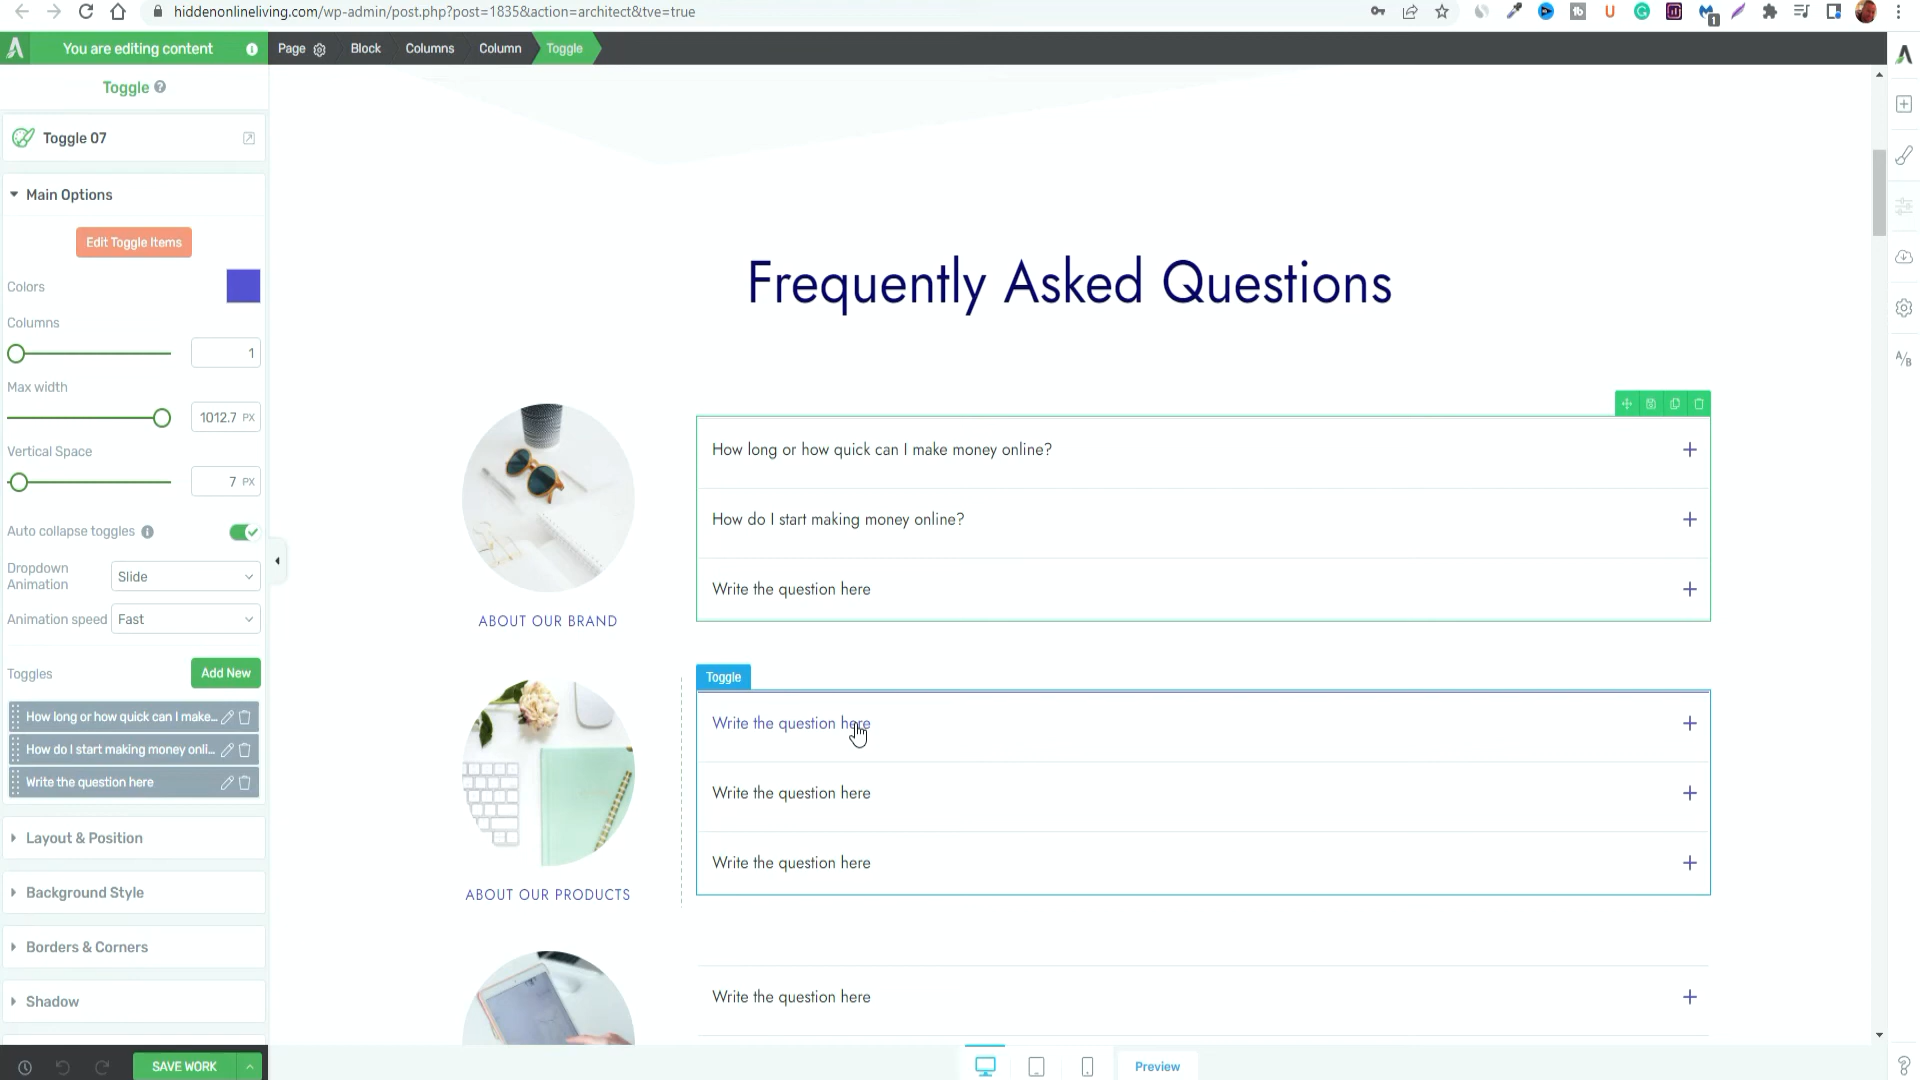 hiddenonlineliving.com/wp-admin/post.php?post=1835&action=architect&tve=true
You are editing content
Page
Block
Columns
Column
Toggle
Toggle
Toggle 07
Main Options
Edit Toggle Items
Colors
Columns
1
Max width
1012.7 PX
Vertical Space
7 PX
Auto collapse toggles
Dropdown Animation
Slide
Animation speed
Fast
Toggles
Add New
How long or how quick can I make...
How do I start making money onli...
Write the question here
Layout & Position
Background Style
Borders & Corners
Shadow
SAVE WORK
Frequently Asked Questions
How long or how quick can I make money online?
How do I start making money online?
Write the question here
ABOUT OUR BRAND
Toggle
Write the question here
Write the question here
Write the question here
ABOUT OUR PRODUCTS
Write the question here
Preview
A/B